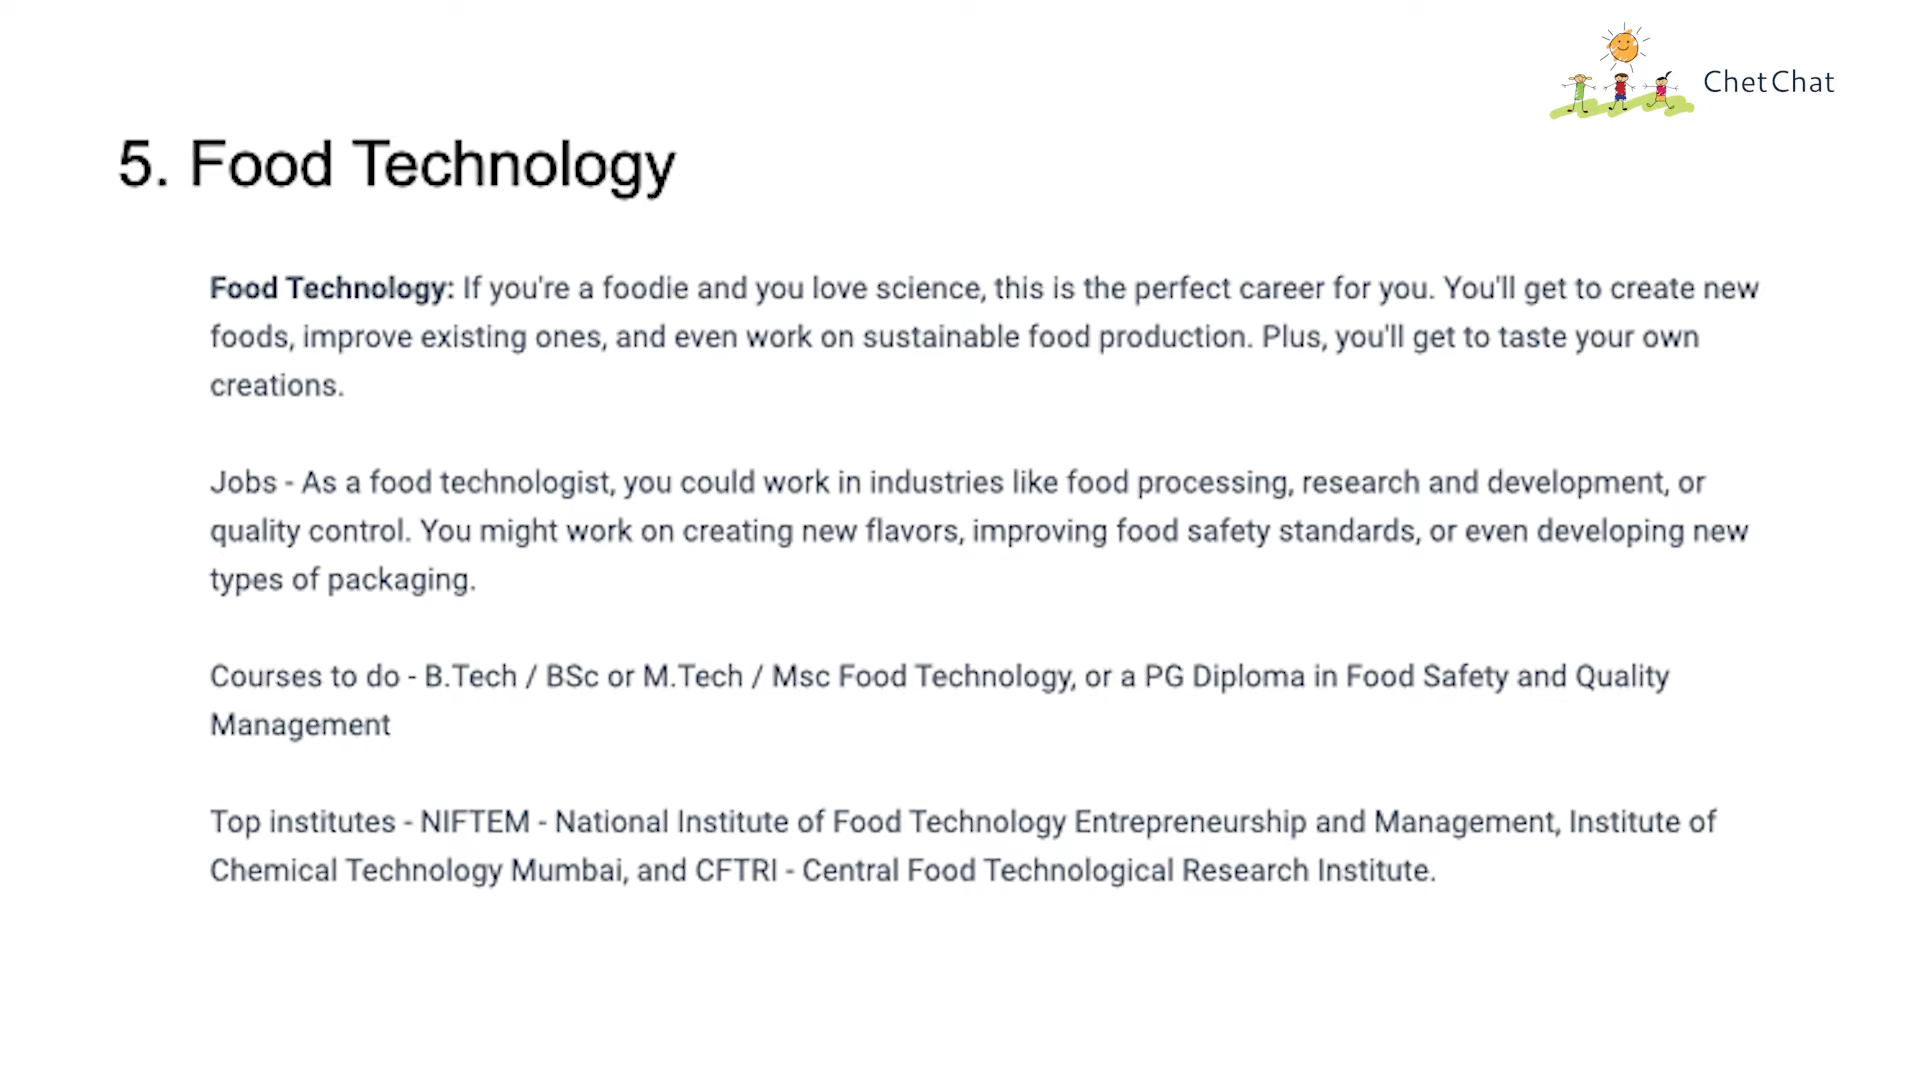 ChetChat
5. Food Technology
Food Technology: If you're a foodie and you love science, this is the perfect career for you. You'll get to create new
foods, improve existing ones, and even work on sustainable food production. Plus, you'll get to taste your own
creations.
Jobs - As a food technologist, you could work in industries like food processing, research and development, or
quality control. You might work on creating new flavors, improving food safety standards, or even developing new
types of packaging.
Courses to do - B.Tech / BSc or M.Tech / Msc Food Technology, or a PG Diploma in Food Safety and Quality
Management
Top institutes - NIFTEM - National Institute of Food Technology Entrepreneurship and Management, Institute of
Chemical Technology Mumbai, and CFTRI - Central Food Technological Research Institute.